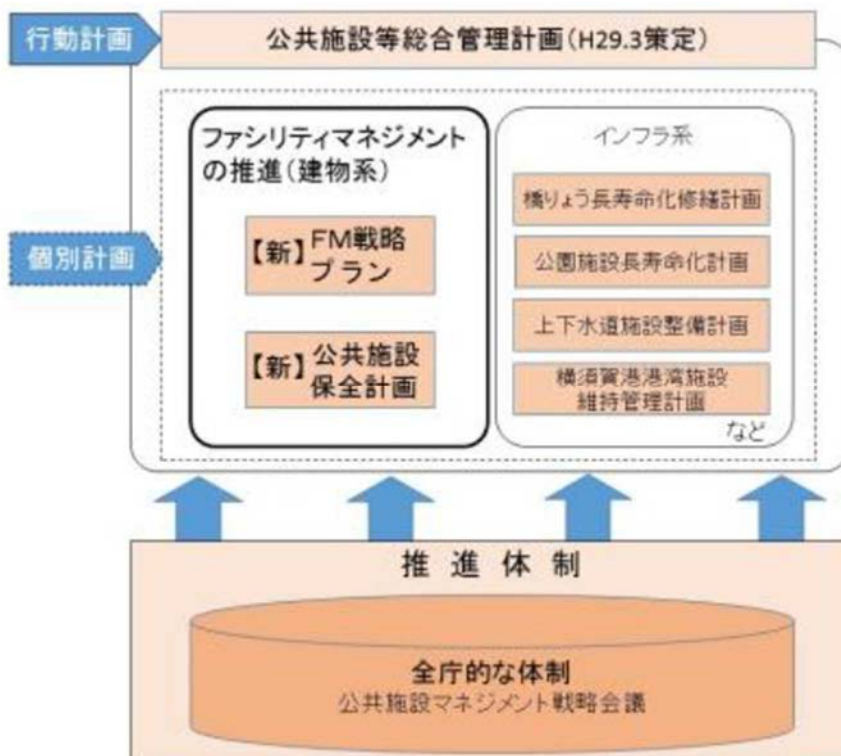 行動計画
公共施設等総合管理計画(H29.3策定)
個別計画
ファシリティマネジメント
の推進(建物系)
【新】FM戦略
プラン
【新】公共施設
保全計画
インフラ系
橋りょう長寿命化修繕計画
公園施設長寿命化計画
上下水道施設整備計画
横須賀港港湾施設
維持管理計画
など
推進体制
全庁的な体制
公共施設マネジメント戦略会議